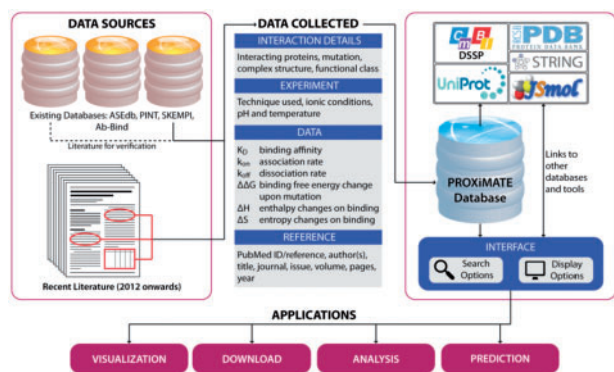 DATA SOURCES
Existing Databases: ASEdb, PINT, SKEMPI,
Ab-Bind
Literature for verification
Recent Literature (2012 onwards)
DATA COLLECTED
INTERACTION DETAILS
Interacting proteins, mutation,
complex structure, functional class
EXPERIMENT
Technique used, ionic conditions,
pH and temperature
DATA
K_D binding affinity
k_on association rate
k_off dissociation rate
ΔΔG binding free energy change
upon mutation
ΔH enthalpy changes on binding
ΔS entropy changes on binding
REFERENCE
PubMed ID/reference, author(s),
title, journal, issue, volume, pages,
year
PROXiMATE
Database
CMBI
DSSP
RCSB PDB
PROTEIN DATA BANK
STRING
UniProt
JSmol
Links to
other
databases
and tools
INTERFACE
Search
Options
Display
Options
APPLICATIONS
VISUALIZATION
DOWNLOAD
ANALYSIS
PREDICTION